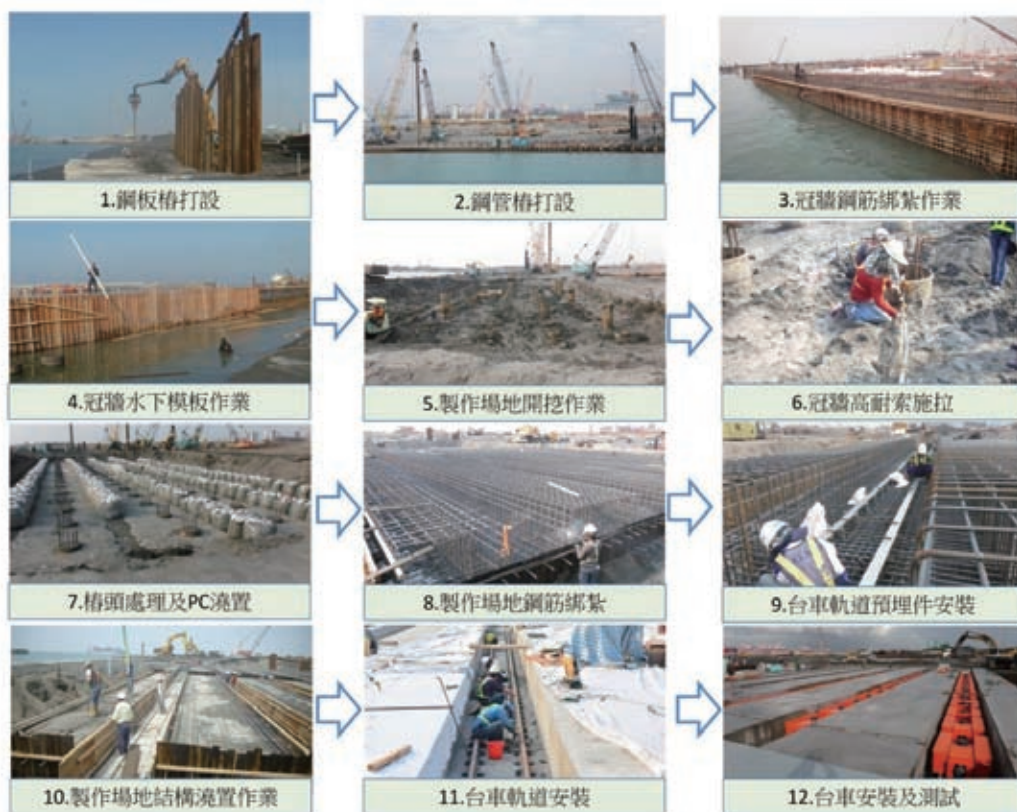 1.鋼板樁打設
2.鋼管樁打設
3.冠牆鋼筋綁紮作業
4.冠牆水下模板作業
5.製作場地開挖作業
6.冠牆高耐索施拉
7.樁頭處理及PC澆置
8.製作場地鋼筋綁紮
9.台車軌道預埋件安裝
10.製作場地結構澆置作業
11.台車軌道安裝
12.台車安裝及測試